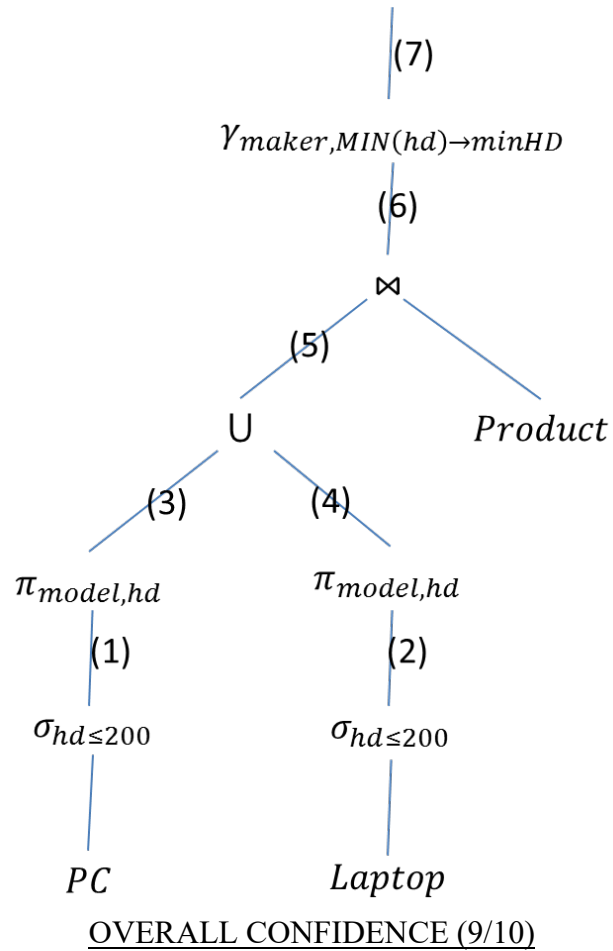 (7)
γ_{maker,MIN(hd)→minHD}
(6)
⋈
(5)
∪ Product
(3) (4)
π_{model,hd} π_{model,hd}
(1) (2)
σ_{hd≤200} σ_{hd≤200}
PC Laptop
OVERALL CONFIDENCE (9/10)